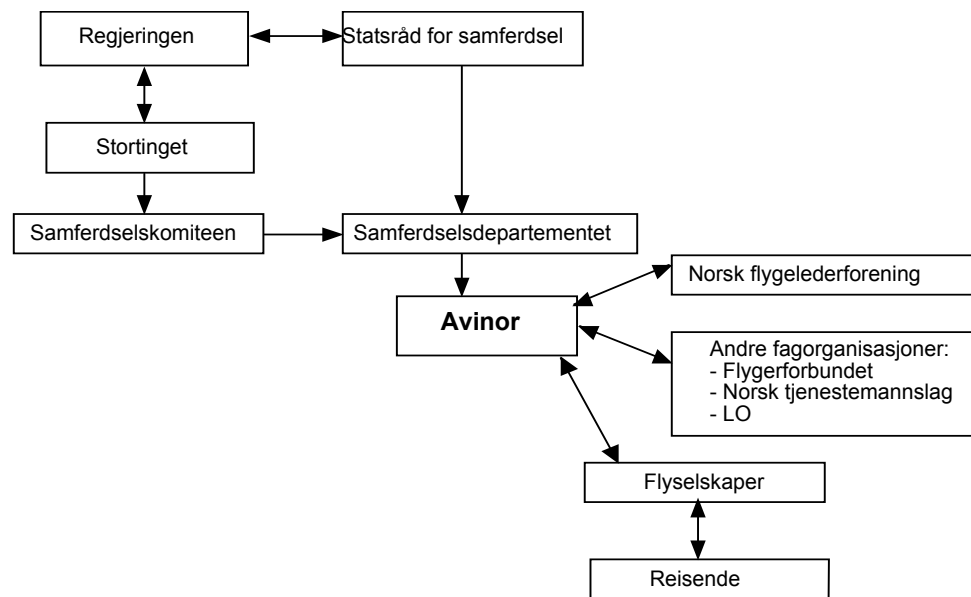 Regjeringen
Statsråd for samferdsel
Stortinget
Samferdselskomiteen
Samferdselsdepartementet
Avinor
Norsk flygelederforening
Andre fagorganisasjoner:
- Flygerforbundet
- Norsk tjenestemannslag
- LO
Flyselskaper
Reisende